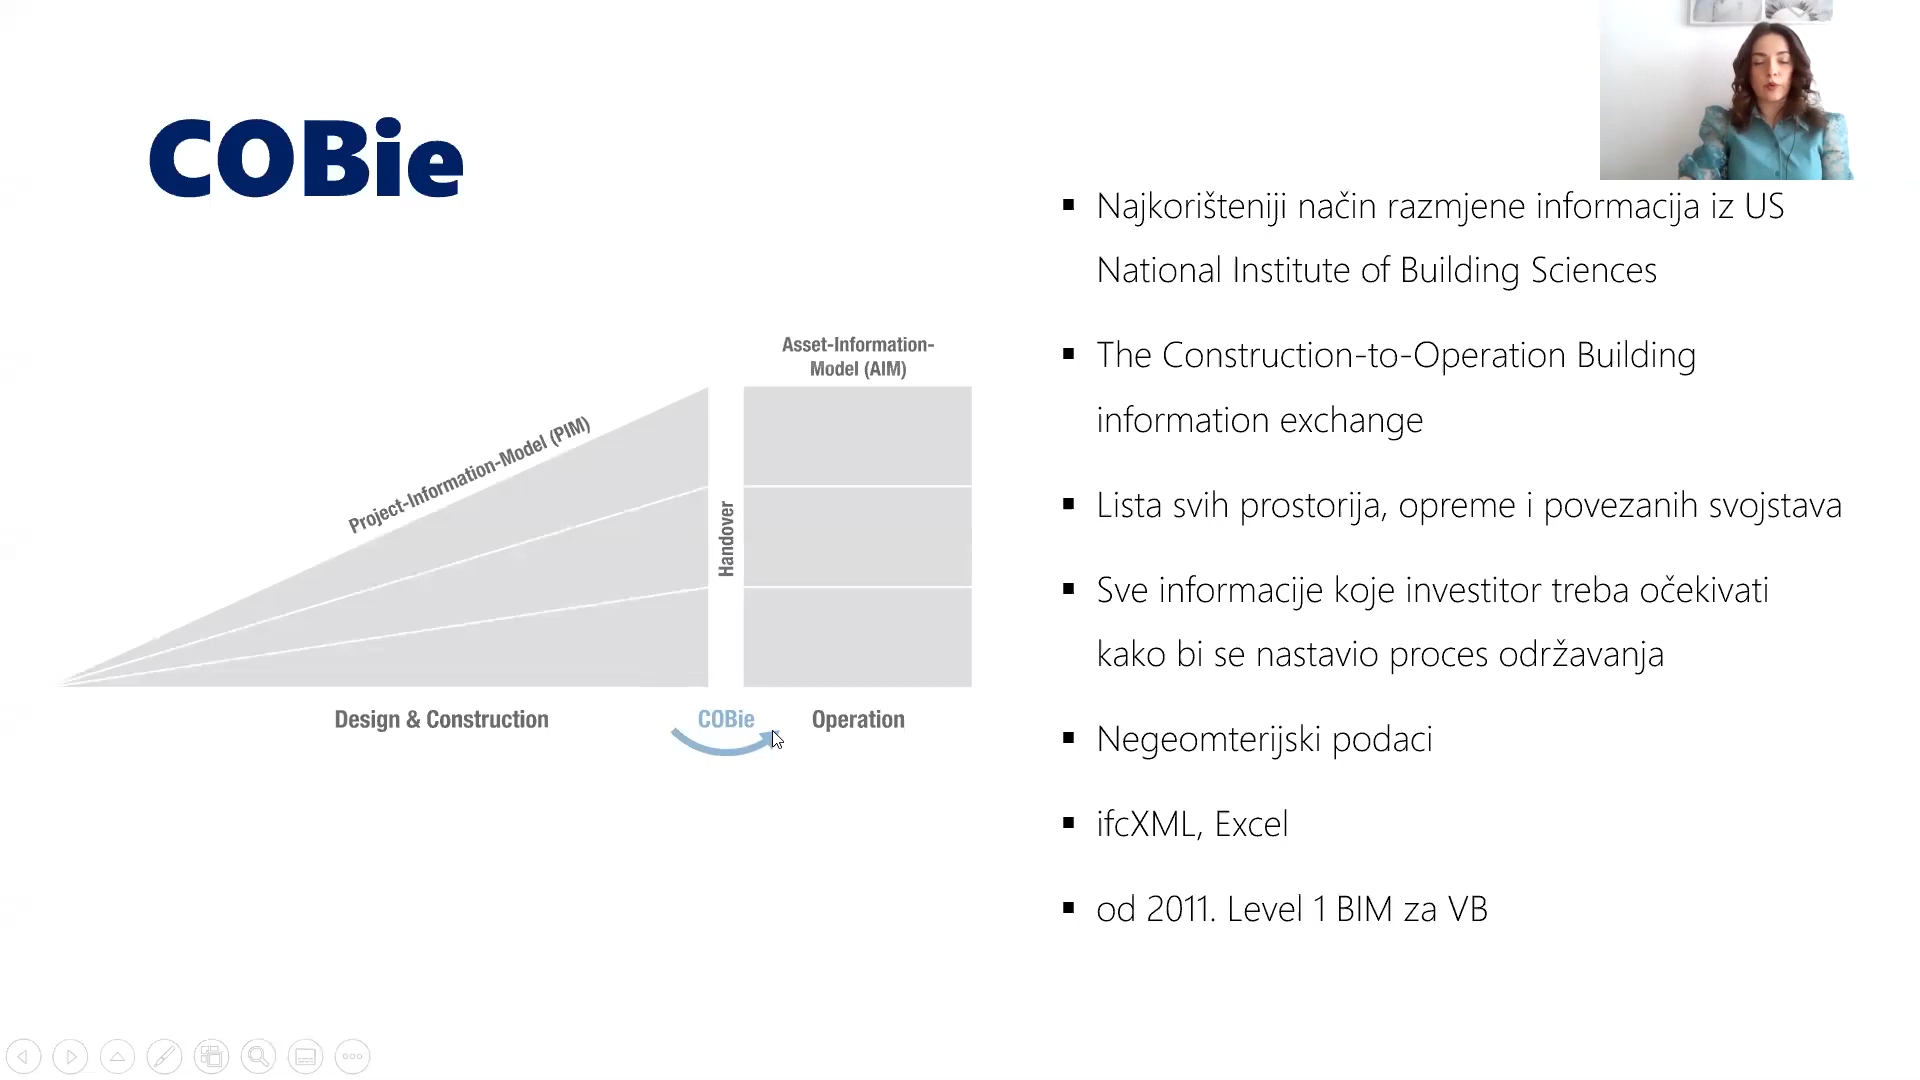 COBie
Najkorišteniji način razmjene informacija iz US
National Institute of Building Sciences
The Construction-to-Operation Building
information exchange
Lista svih prostorija, opreme i povezanih svojstava
Sve informacije koje investitor treba očekivati
kako bi se nastavio proces održavanja
Negeomterijski podaci
ifcXML, Excel
od 2011. Level 1 BIM za VB
Asset-Information-
Model (AIM)
Project-Information-Model (PIM)
Handover
Design & Construction
COBie
Operation